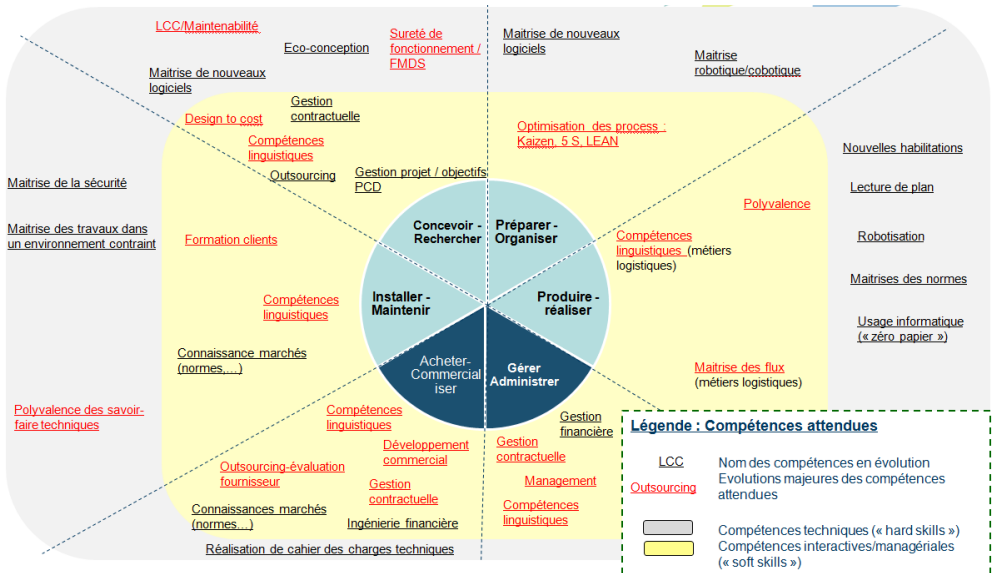 LCC/Maintenabilité
Eco-conception
Sureté de
fonctionnement /
FMDS
Maitrise de nouveaux
logiciels
Maitrise
robotique/cobotique
Maitrise de nouveaux
logiciels
Gestion
contractuelle
Design to cost
Compétences
linguistiques
Optimisation des process :
Kaizen, 5 S, LEAN
Outsourcing
Gestion projet / objectifs
PCD
Nouvelles habilitations
Maitrise de la sécurité
Lecture de plan
Polyvalence
Maitrise des travaux dans
un environnement contraint
Formation clients
Concevoir -
Rechercher
Préparer -
Organiser
Compétences
linguistiques (métiers
logistiques)
Robotisation
Maitrises des normes
Compétences
linguistiques
Installer -
Maintenir
Produire -
réaliser
Usage informatique
(« zéro papier »)
Connaissance marchés
(normes,...)
Acheter-
Commercial
iser
Gérer
Administrer
Maitrise des flux
(métiers logistiques)
Polyvalence des savoir-
faire techniques
Compétences
linguistiques
Gestion
financière
Développement
commercial
Gestion
contractuelle
Outsourcing-évaluation
fournisseur
Gestion
contractuelle
Management
Connaissances marchés
(normes...)
Ingénierie financière
Compétences
linguistiques
Réalisation de cahier des charges techniques
Légende : Compétences attendues
LCC Nom des compétences en évolution
Outsourcing Evolutions majeures des compétences
attendues
Compétences techniques (« hard skills »)
Compétences interactives/managériales
(« soft skills »)